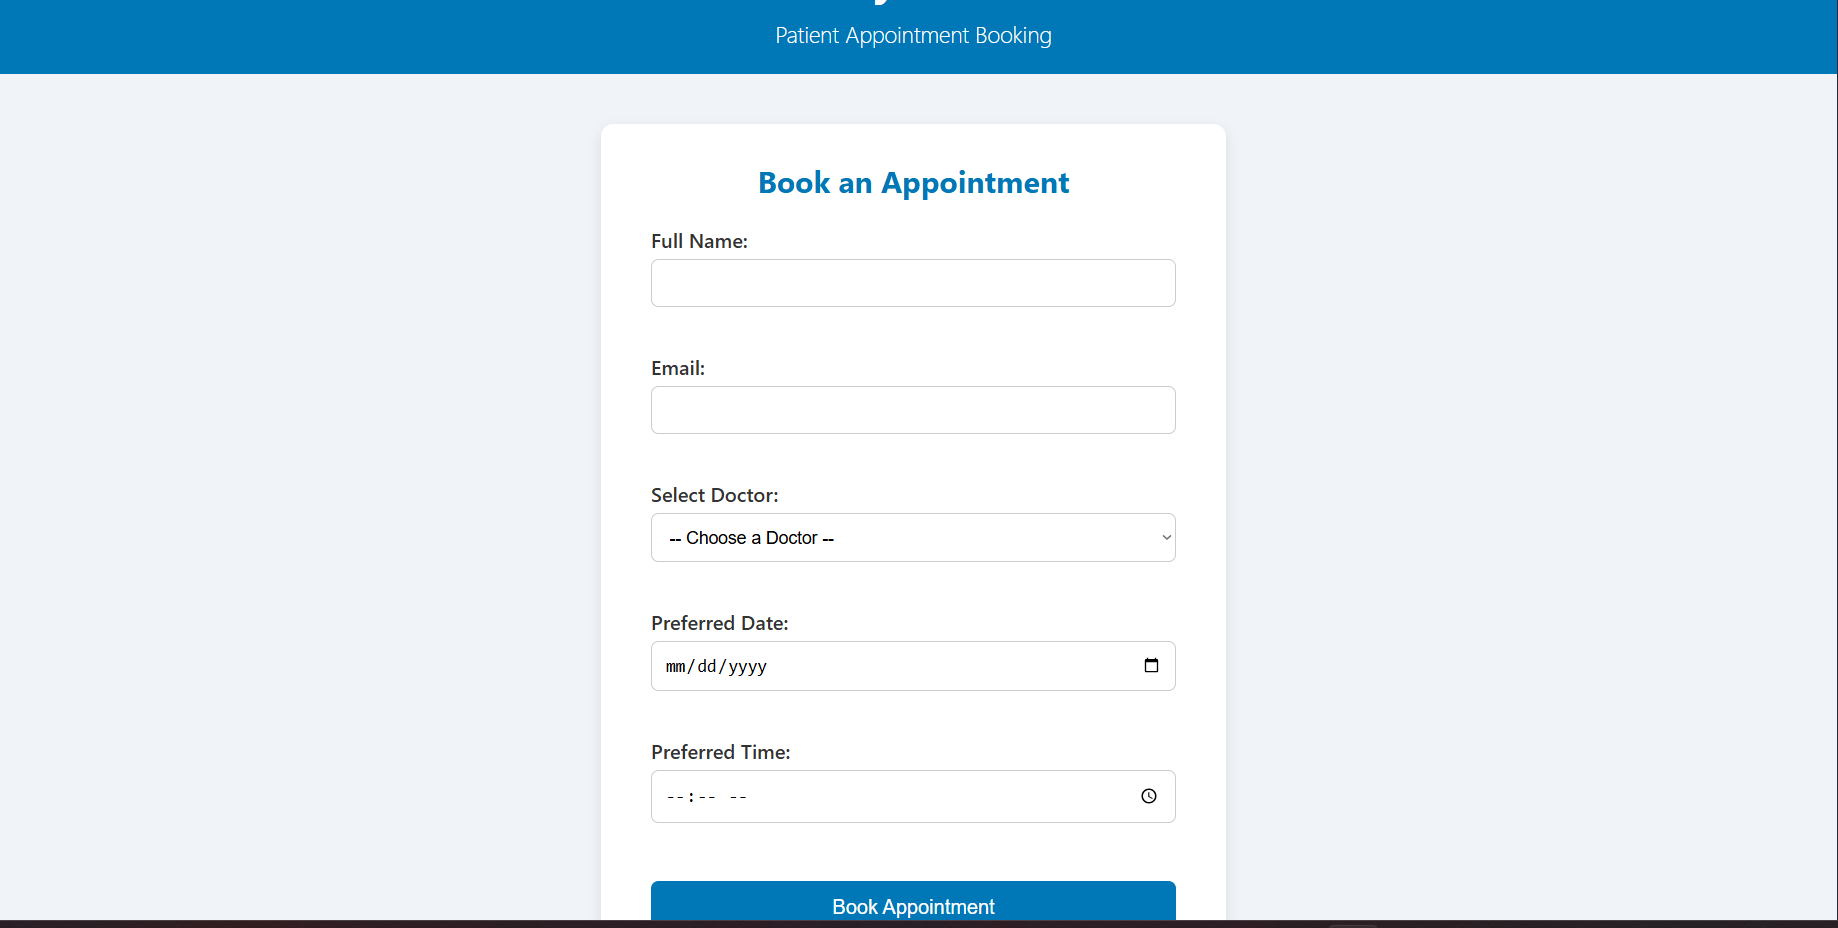 Patient Appointment Booking
Book an Appointment
Full Name:
Email:
Select Doctor:
-- Choose a Doctor --
Preferred Date:
mm/dd/yyyy
Preferred Time:
--:-- --
Book Appointment